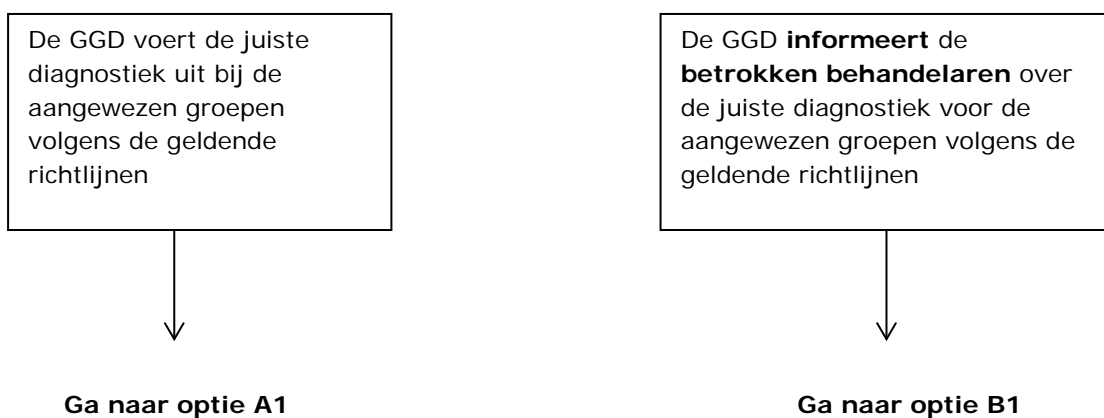 De GGD voert de juiste
diagnostiek uit bij de
aangewezen groepen
volgens de geldende
richtlijnen
De GGD informeert de
betrokken behandelaren over
de juiste diagnostiek voor de
aangewezen groepen volgens de
geldende richtlijnen
Ga naar optie A1
Ga naar optie B1